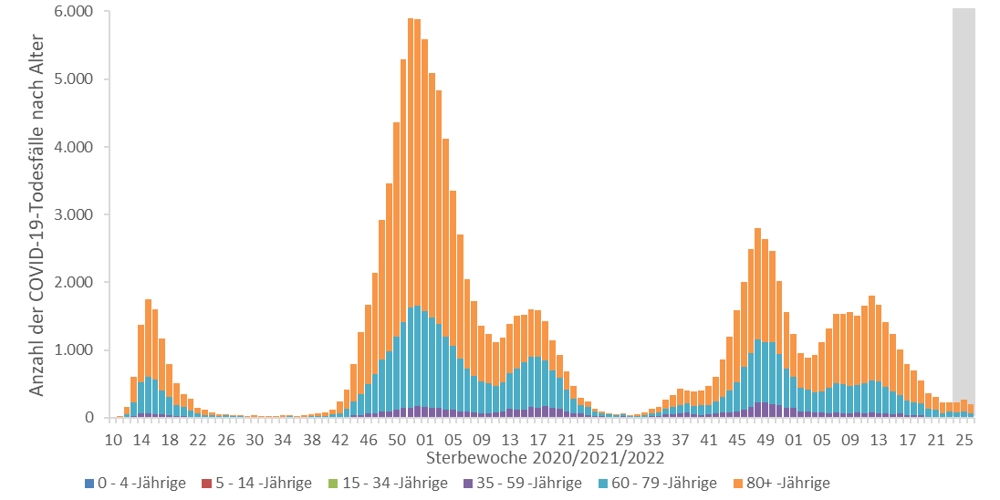 6.000
5.000
4.000
3.000
2.000
1.000
0
Anzahl der COVID-19-Todesfälle nach Alter
10 14 18 22 26 30 34 38 42 46 50 01 05 09 13 17 21 25 29 33 37 41 45 49 01 05 09 13 17 21 25
Sterbewoche 2020/2021/2022
0 - 4 -Jährige 5 - 14 -Jährige 15 - 34 -Jährige 35 - 59 -Jährige 60 - 79 -Jährige 80+ -Jährige